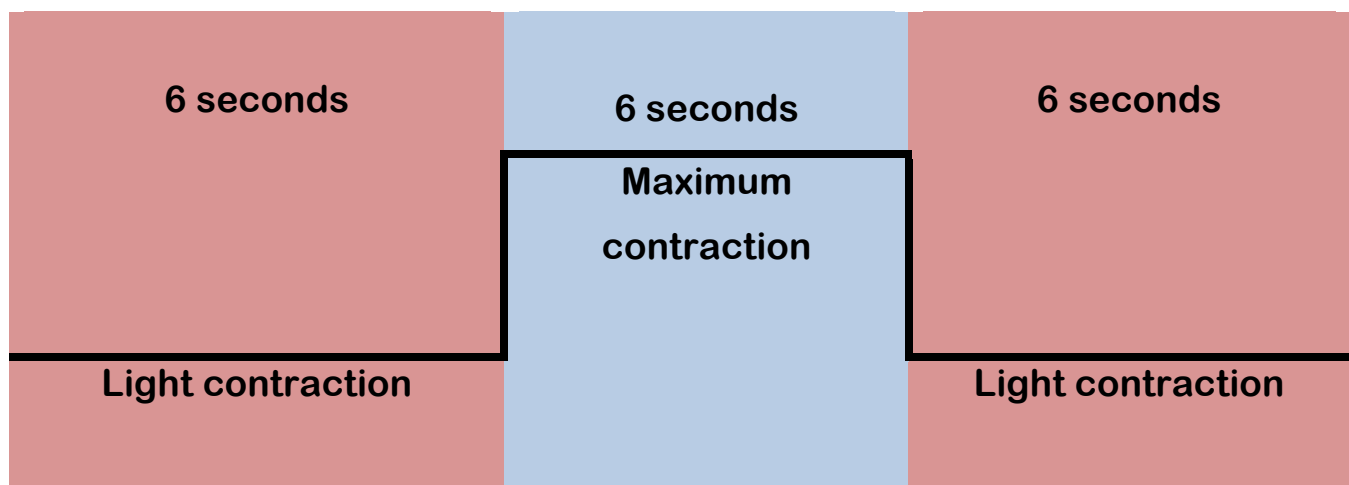 6 seconds
6 seconds
6 seconds
Maximum
contraction
Light contraction
Light contraction